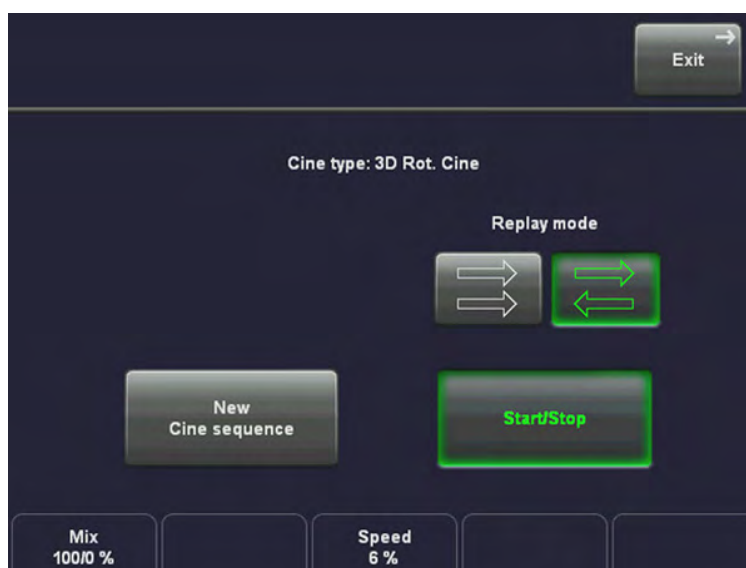 Exit
Cine type: 3D Rot. Cine
Replay mode
New
Cine sequence
Start/Stop
Mix
100/0 %
Speed
6 %